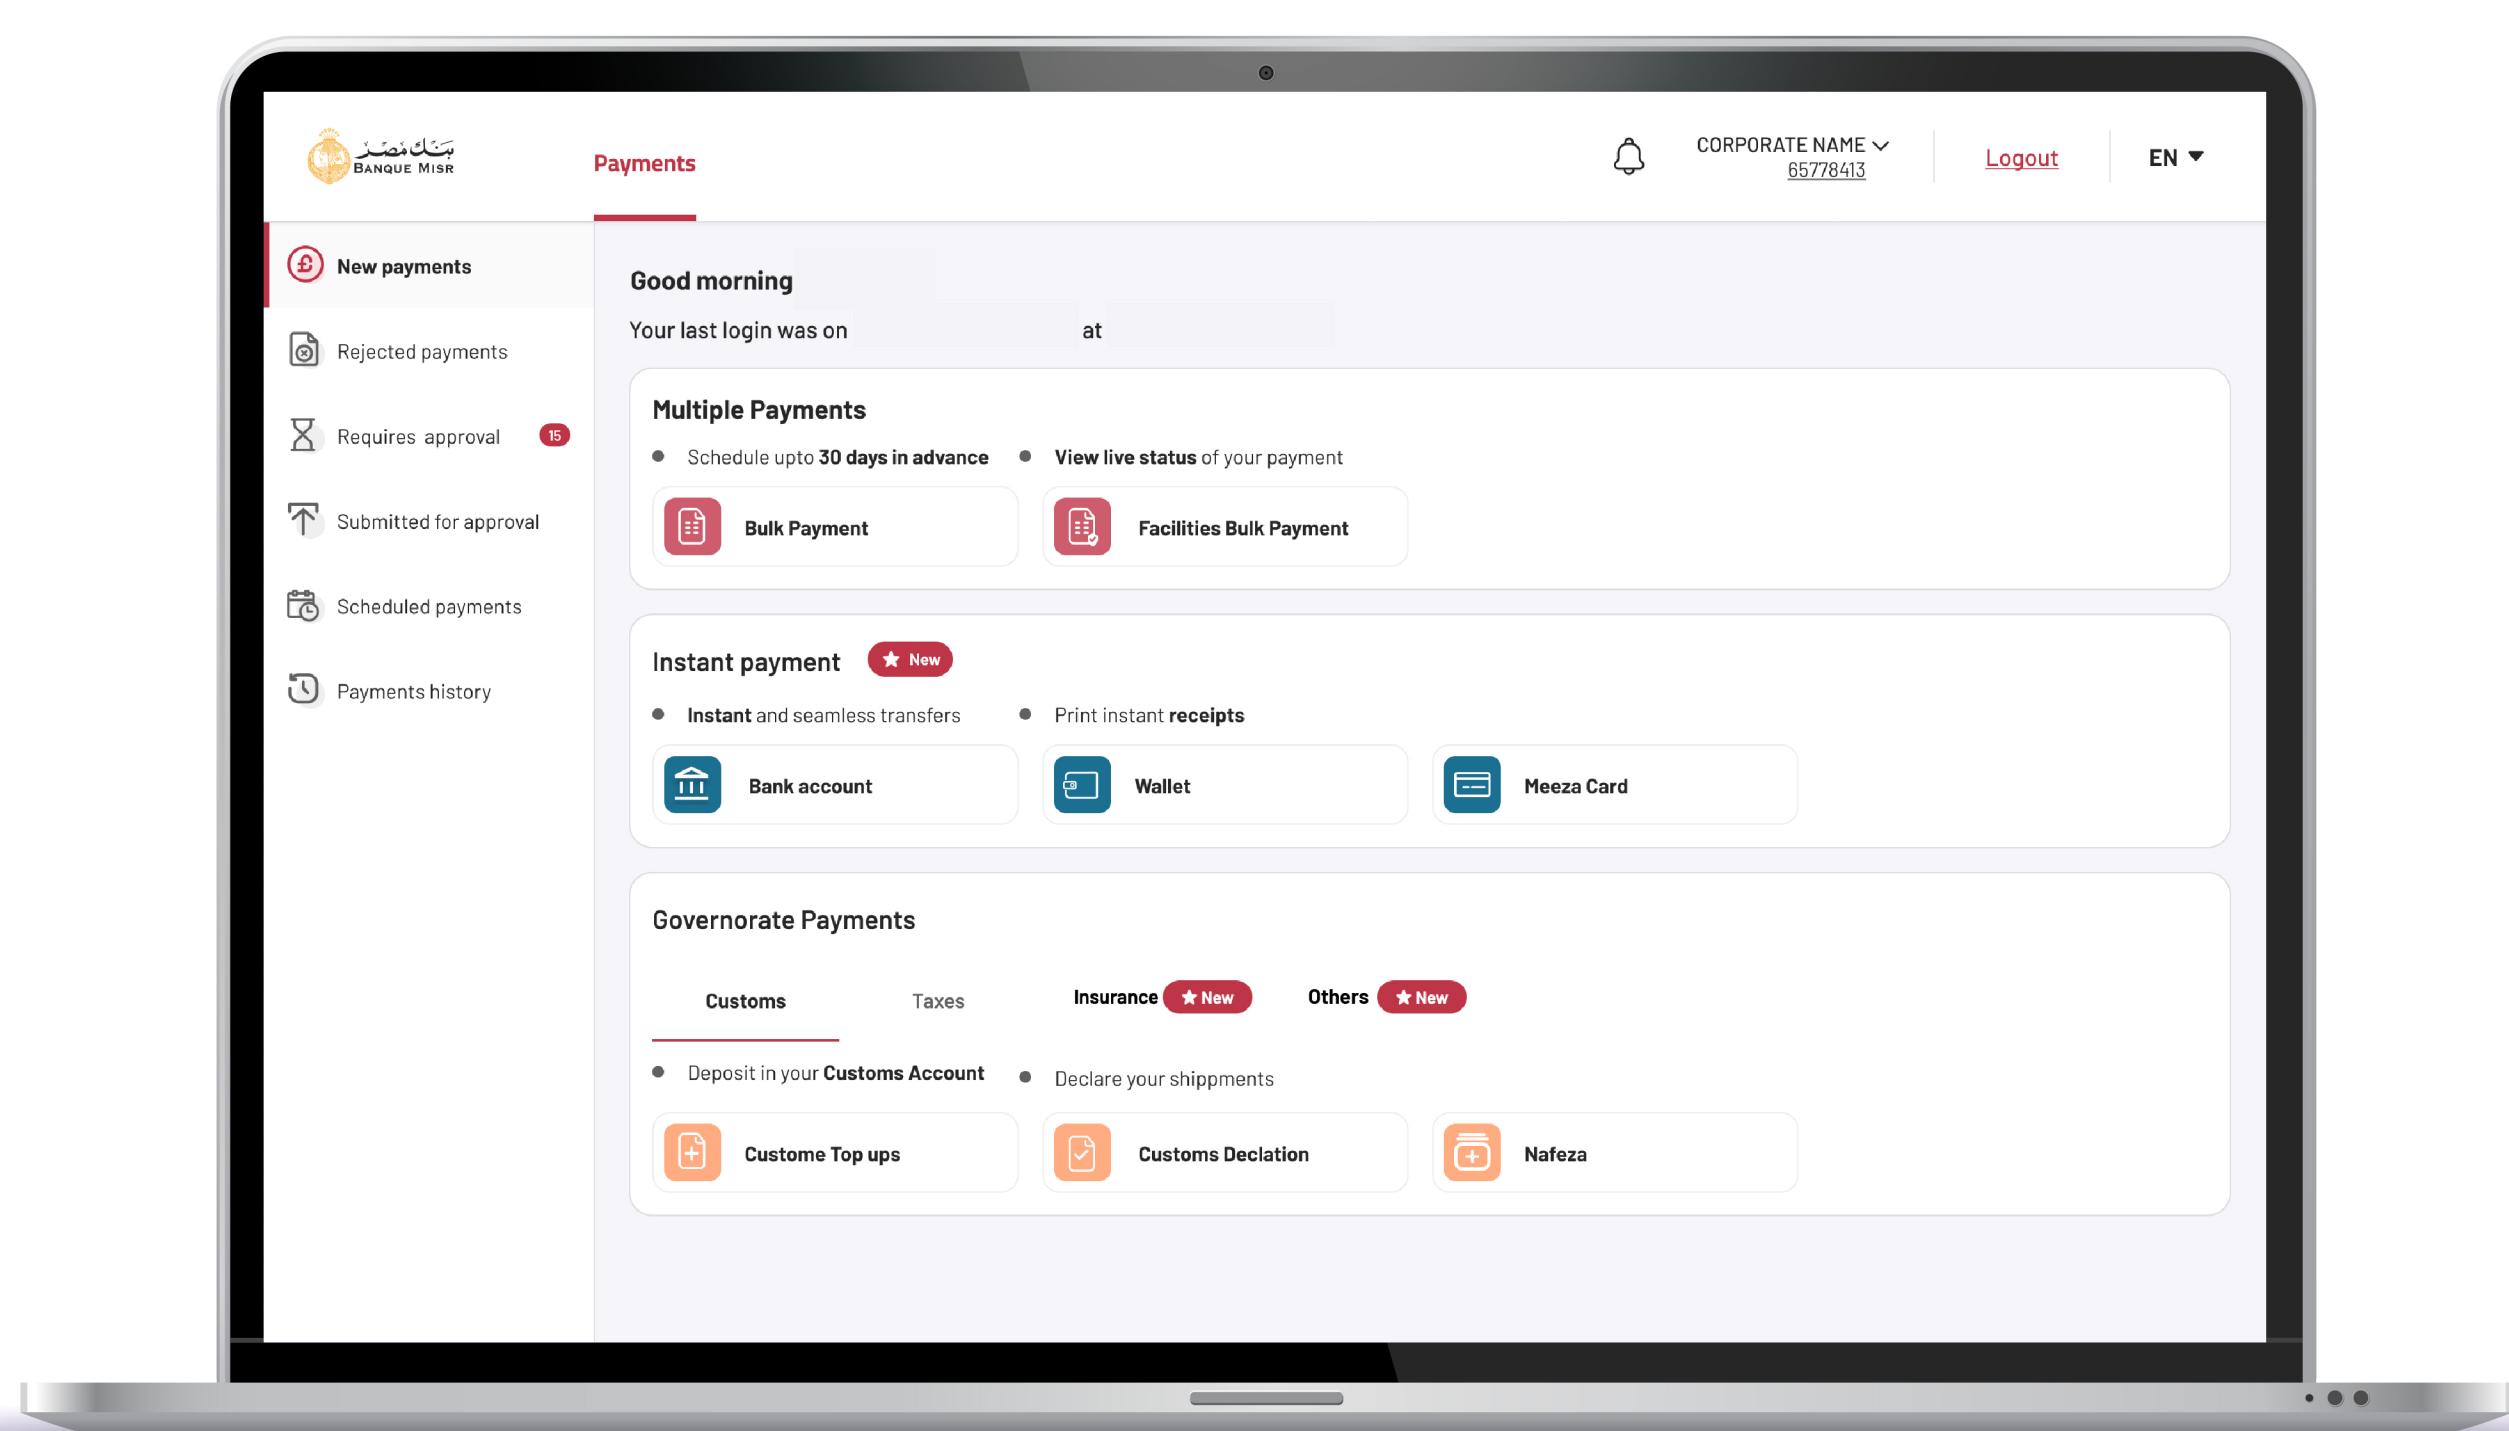 بنك مصر
BANQUE MISR
Payments
CORPORATE NAME
65778413
Logout
EN
New payments
Rejected payments
Requires approval 15
Submitted for approval
Scheduled payments
Payments history
Good morning
Your last login was on at
Multiple Payments
Schedule upto 30 days in advance
View live status of your payment
Bulk Payment
Facilities Bulk Payment
Instant payment New
Instant and seamless transfers
Print instant receipts
Bank account
Wallet
Meeza Card
Governorate Payments
Customs
Taxes
Insurance New
Others New
Deposit in your Customs Account
Declare your shippments
Custome Top ups
Customs Declation
Nafeza